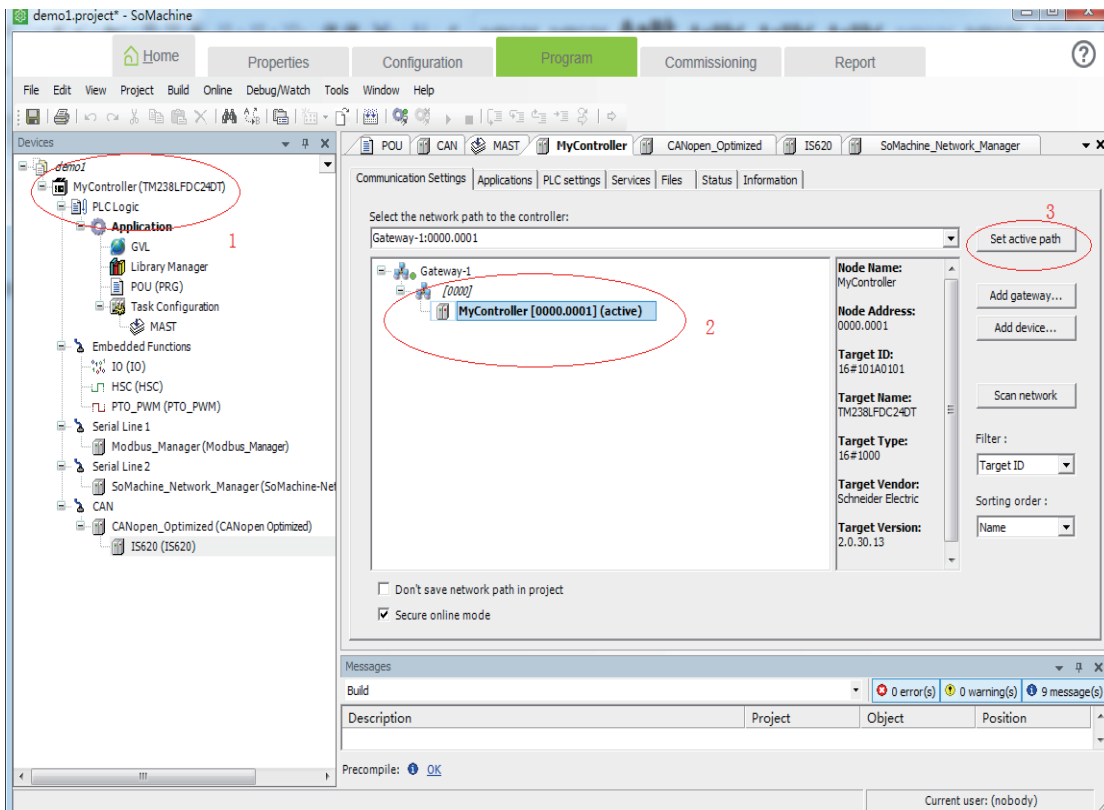 demo1.project* - SoMachine
Home
Properties
Configuration
Program
Commissioning
Report
File Edit View Project Build Online Debug/Watch Tools Window Help
Devices
demo1
MyController (TM238LFDC24DT)
PLC Logic
Application
1
GVL
Library Manager
POU (PRG)
Task Configuration
MAST
Embedded Functions
IO (IO)
HSC (HSC)
PTO_PWM (PTO_PWM)
Serial Line 1
Modbus_Manager (Modbus_Manager)
Serial Line 2
SoMachine_Network_Manager (SoMachine-Net
CAN
CANopen_Optimized (CANopen Optimized)
IS620 (IS620)
POU CAN MAST MyController CANopen_Optimized IS620 SoMachine_Network_Manager
Communication Settings Applications PLC settings Services Files Status Information
Select the network path to the controller:
Gateway-1:0000.0001
3
Set active path
Gateway-1
[0000]
MyController [0000.0001] (active)
2
Node Name:
MyController
Node Address:
0000.0001
Target ID:
16#101A0101
Target Name:
TM238LFDC24DT
Target Type:
16#1000
Target Vendor:
Schneider Electric
Target Version:
2.0.30.13
Add gateway...
Add device...
Scan network
Filter :
Target ID
Sorting order :
Name
Don't save network path in project
Secure online mode
Messages
Build
0 error(s) 0 warning(s) 9 message(s)
Description Project Object Position
Precompile: OK
Current user: (nobody)